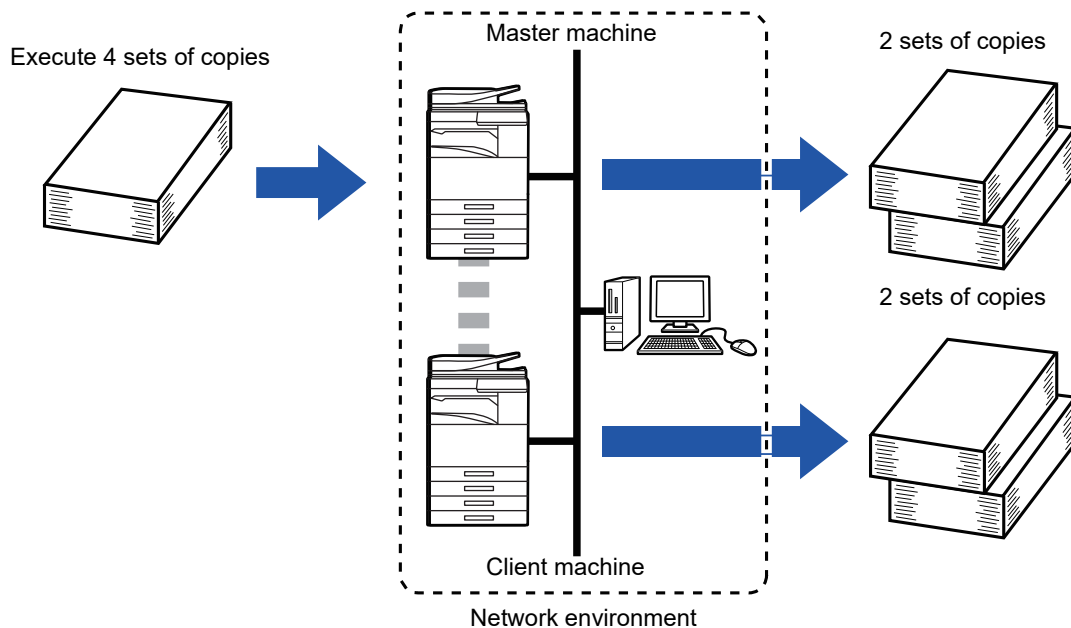 Execute 4 sets of copies
Master machine
2 sets of copies
2 sets of copies
Client machine
Network environment